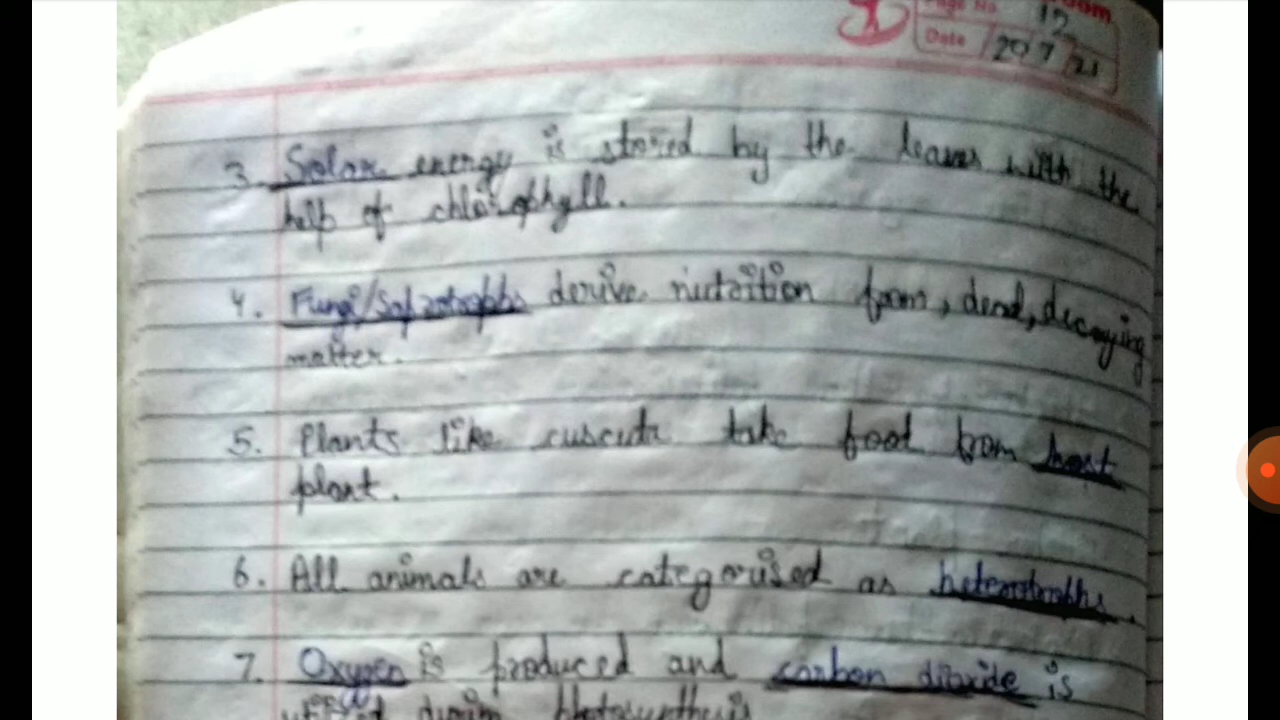 Page No. 12
Date 20/7/21
3. Solar energy is stored by the leaves with the
help of chlorophyll.
4. Fungi/Saprotrophs derive nutrition from, dead, decaying
matter.
5. Plants like cuscuta take food from host
plant.
6. All animals are categorised as heterotrophs.
7. Oxygen is produced and carbon dioxide is
photosynthesis